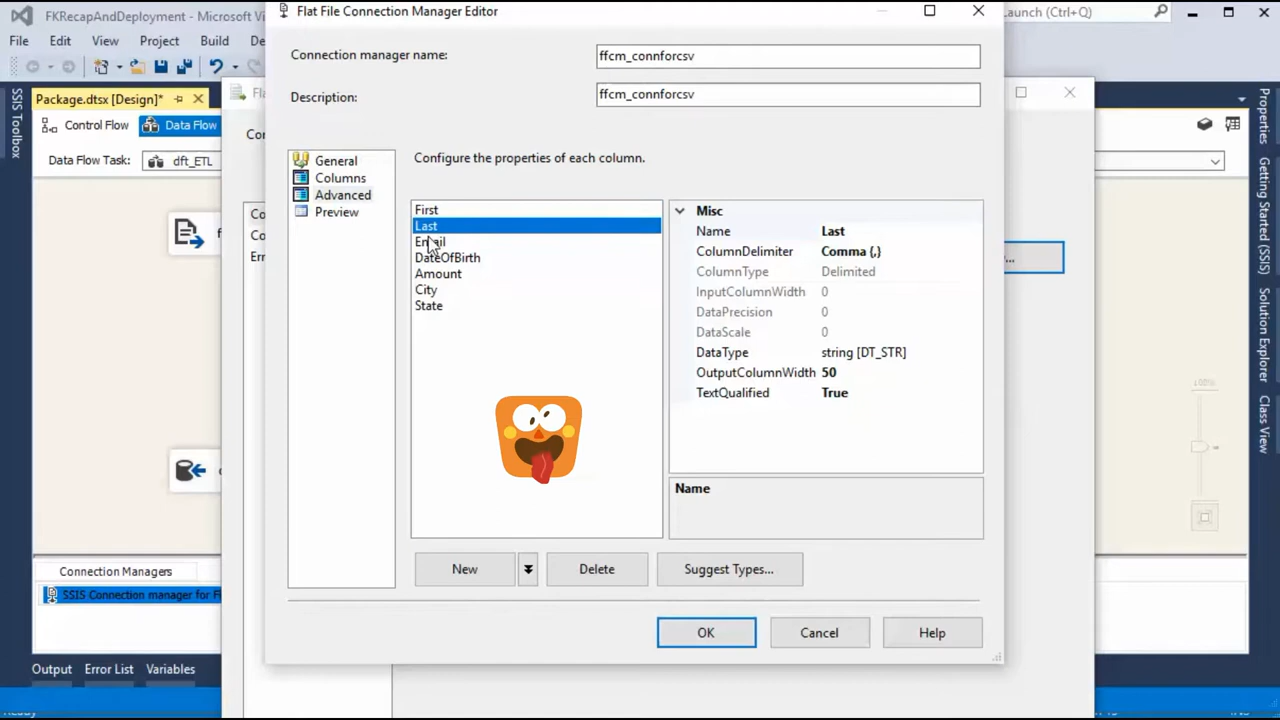 FKRecapAndDeployment - Microsoft Vi
Flat File Connection Manager Editor
Launch (Ctrl+Q)
File
Edit
View
Project
Build
Connection manager name:
ffcm_connforcsv
Description:
ffcm_connforcsv
Package.dtsx [Design]*
Control Flow
Data Flow
Data Flow Task:
dft_ETL
SSIS Toolbox
General
Columns
Advanced
Preview
Configure the properties of each column.
First
Last
Email
DateOfBirth
Amount
City
State
Misc
Name Last
ColumnDelimiter Comma {,}
ColumnType Delimited
InputColumnWidth 0
DataPrecision 0
DataScale 0
DataType string [DT_STR]
OutputColumnWidth 50
TextQualified True
Name
New
Delete
Suggest Types...
OK
Cancel
Help
Properties
Getting Started (SSIS)
Solution Explorer
Class View
100%
Connection Managers
SSIS Connection manager for F
Output
Error List
Variables